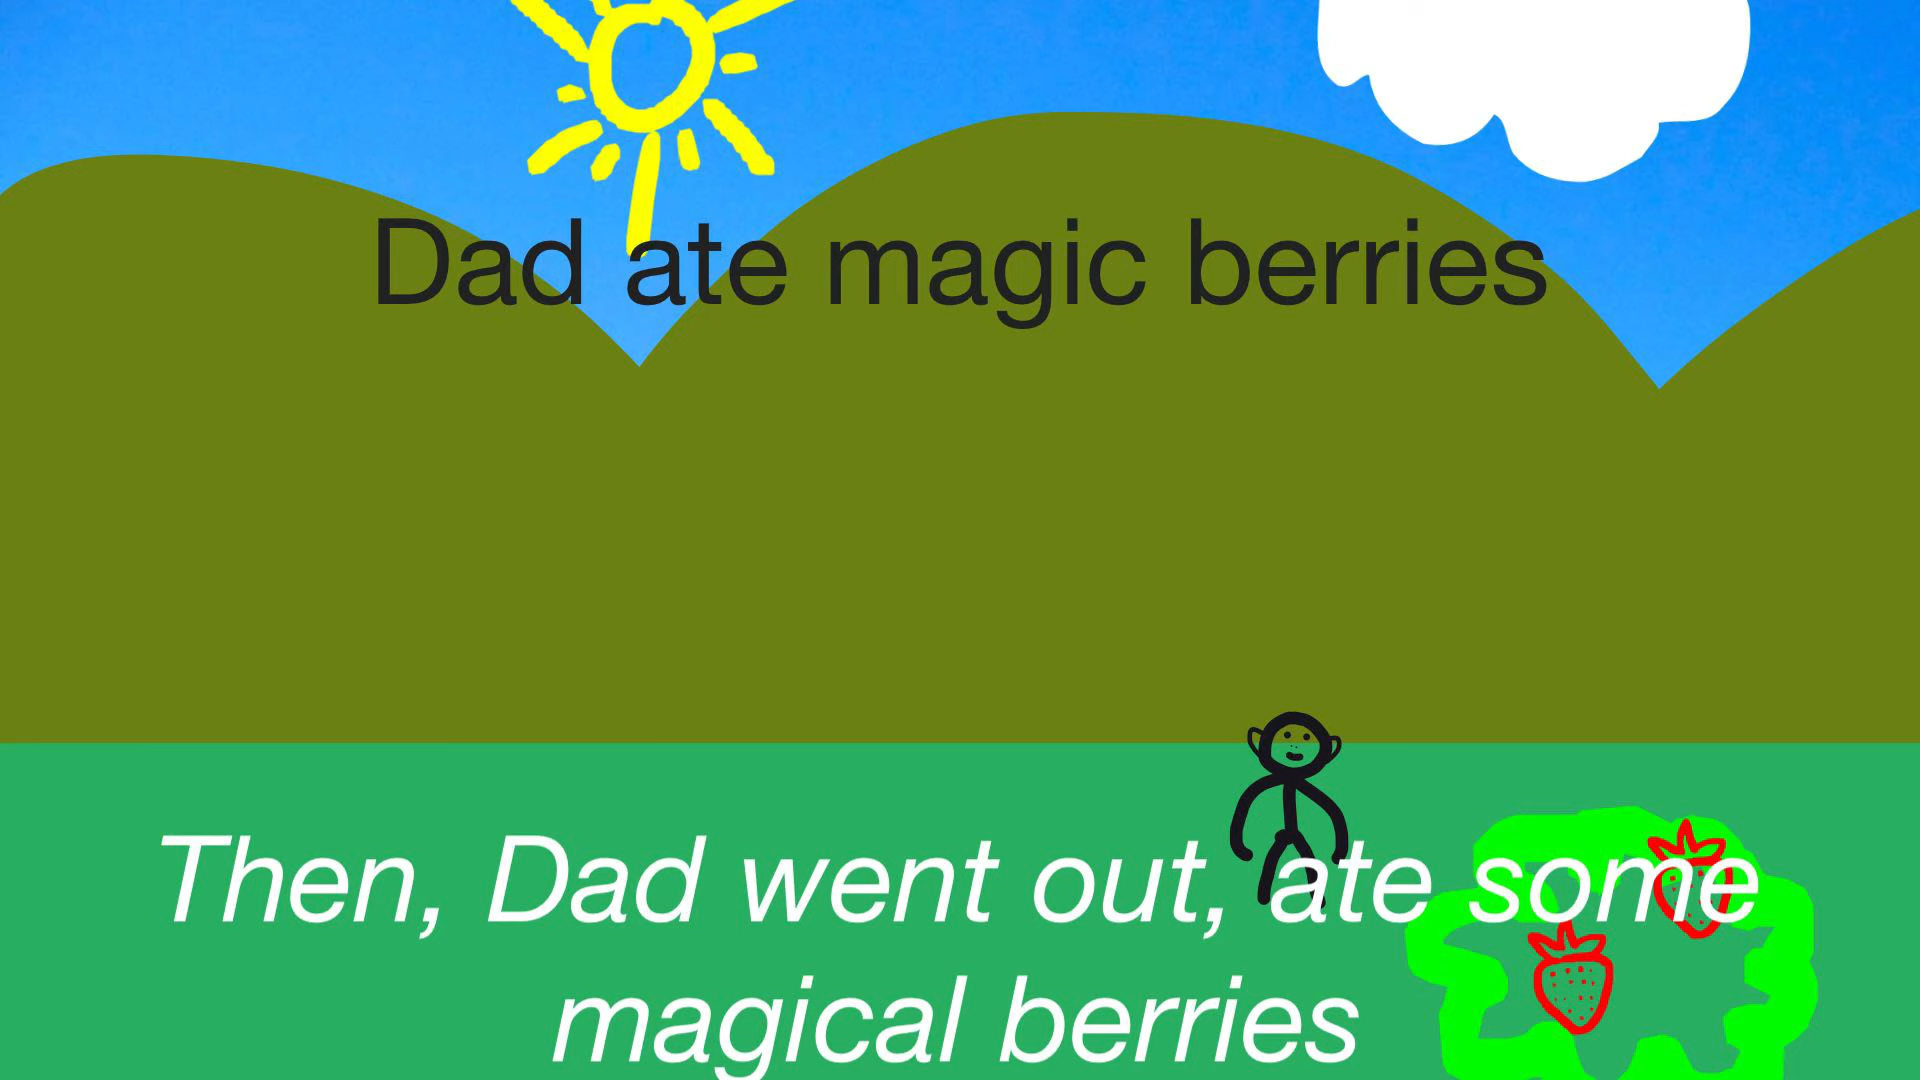 Dad ate magic berries
Then, Dad went out, ate some
magical berries